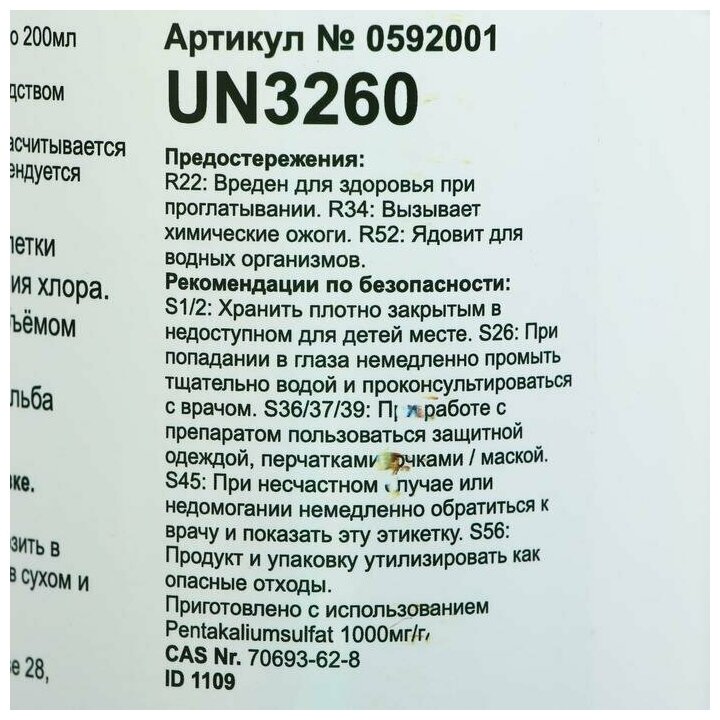 о 200мл
дством
асчитывается
ендуется
летки
ия хлора.
ъёмом
льба
ке.
зить в
в сухом и
е 28,
Артикул № 0592001
UN3260
Предостережения:
R22: Вреден для здоровья при
проглатывании. R34: Вызывает
химические ожоги. R52: Ядовит для
водных организмов.
Рекомендации по безопасности:
S1/2: Хранить плотно закрытым в
недоступном для детей месте. S26: При
попадании в глаза немедленно промыть
тщательно водой и проконсультироваться
с врачом. S36/37/39: При работе с
препаратом пользоваться защитной
одеждой, перчатками очками / маской.
S45: При несчастном случае или
недомогании немедленно обратиться к
врачу и показать эту этикетку. S56:
Продукт и упаковку утилизировать как
опасные отходы.
Приготовлено с использованием
Pentakaliumsulfat 1000мг/г,
CAS Nr. 70693-62-8
ID 1109